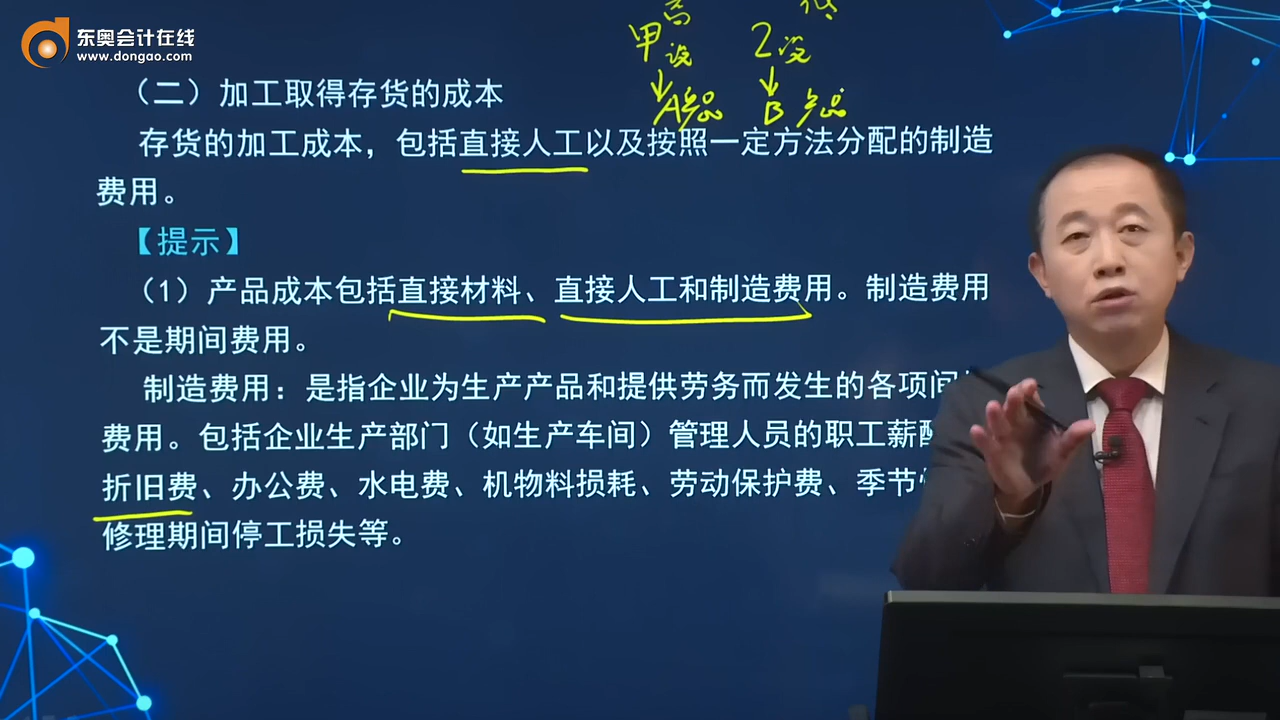 东奥会计在线
www.dongao.com
高 低
甲设 乙设
A产品 B产品
（二）加工取得存货的成本
存货的加工成本，包括直接人工以及按照一定方法分配的制造
费用。
【提示】
（1）产品成本包括直接材料、直接人工和制造费用。制造费用
不是期间费用。
制造费用：是指企业为生产产品和提供劳务而发生的各项间
费用。包括企业生产部门（如生产车间）管理人员的职工薪
折旧费、办公费、水电费、机物料损耗、劳动保护费、季节
修理期间停工损失等。